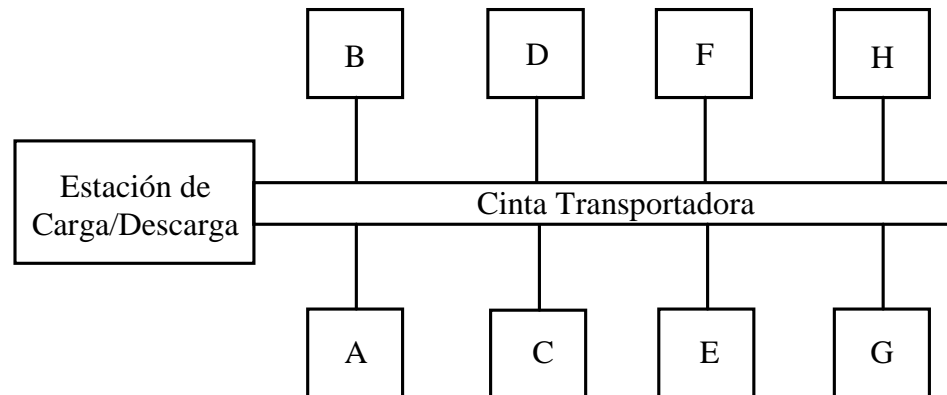 B
D
F
H
Estación de
Carga/Descarga
Cinta Transportadora
A
C
E
G